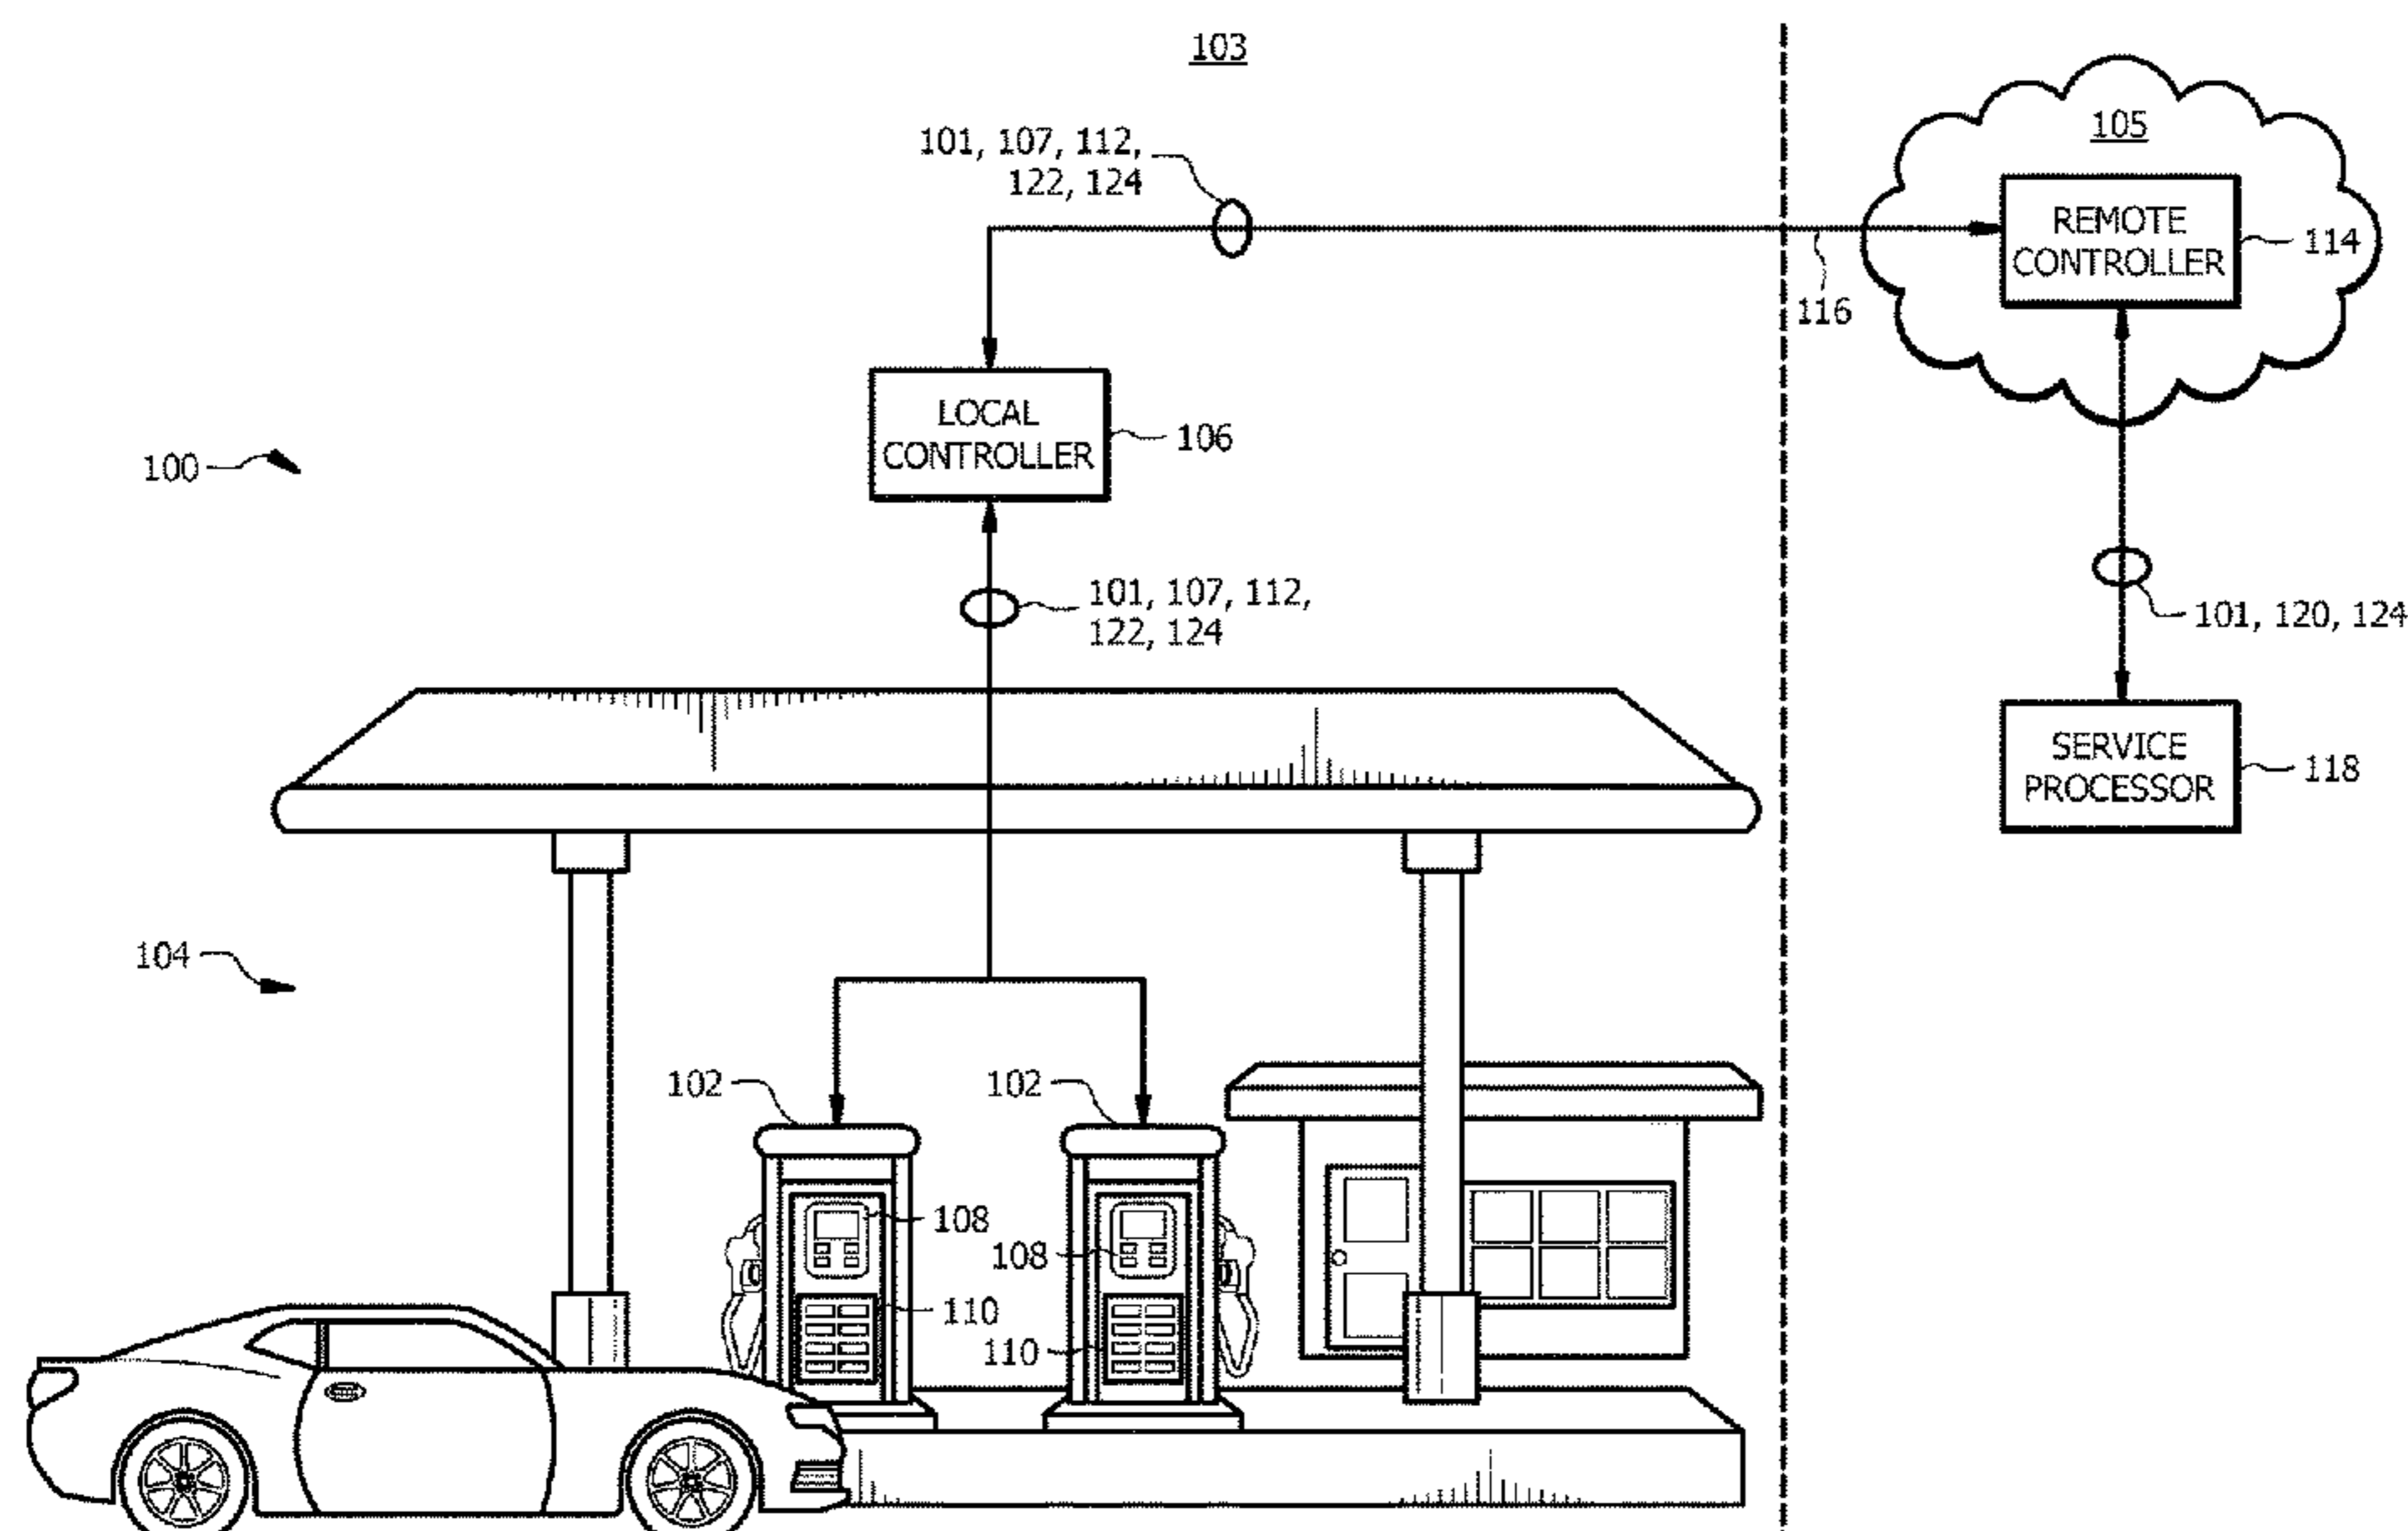 103
105
101, 107, 112,
122, 124
REMOTE
CONTROLLER
114
116
LOCAL
CONTROLLER
106
100
101, 107, 112,
122, 124
101, 120, 124
SERVICE
PROCESSOR
118
104
102
102
108
108
110
110